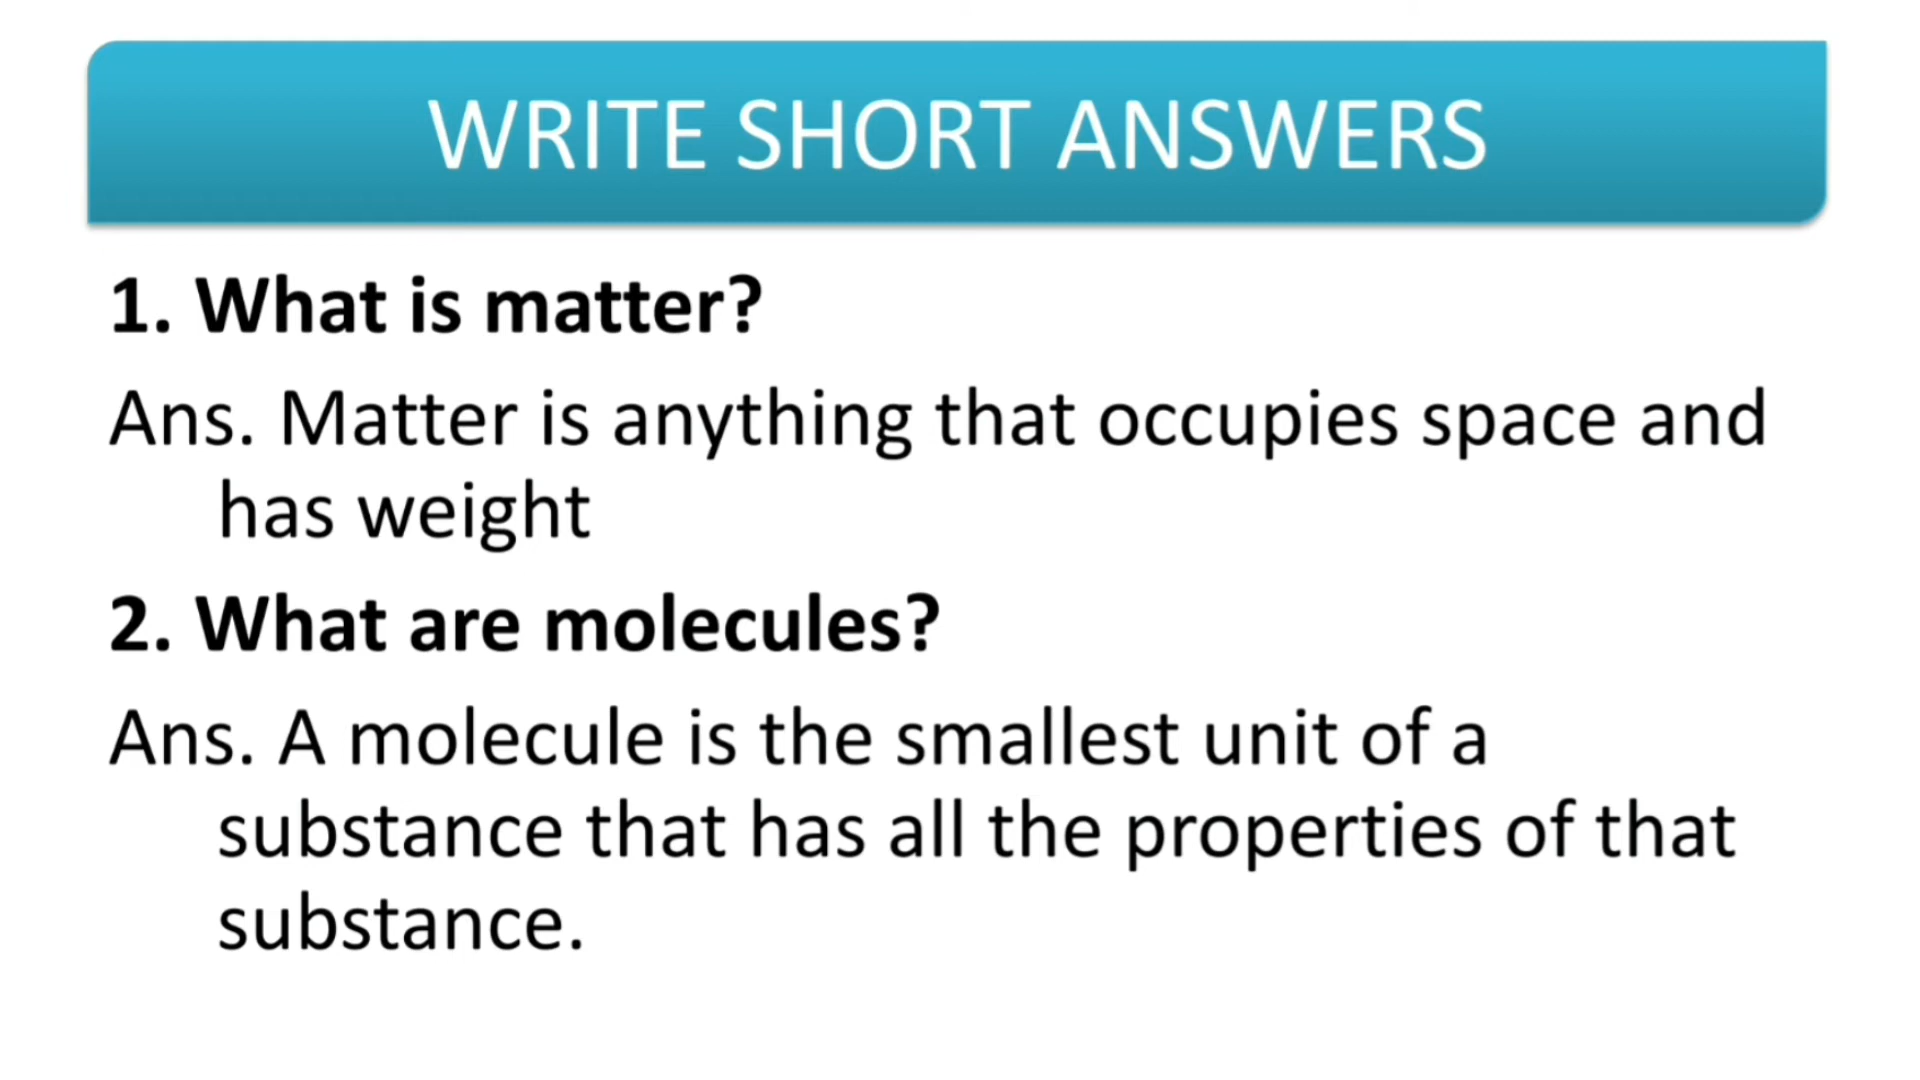 WRITE SHORT ANSWERS
1. What is matter?
Ans. Matter is anything that occupies space and
has weight
2. What are molecules?
Ans. A molecule is the smallest unit of a
substance that has all the properties of that
substance.